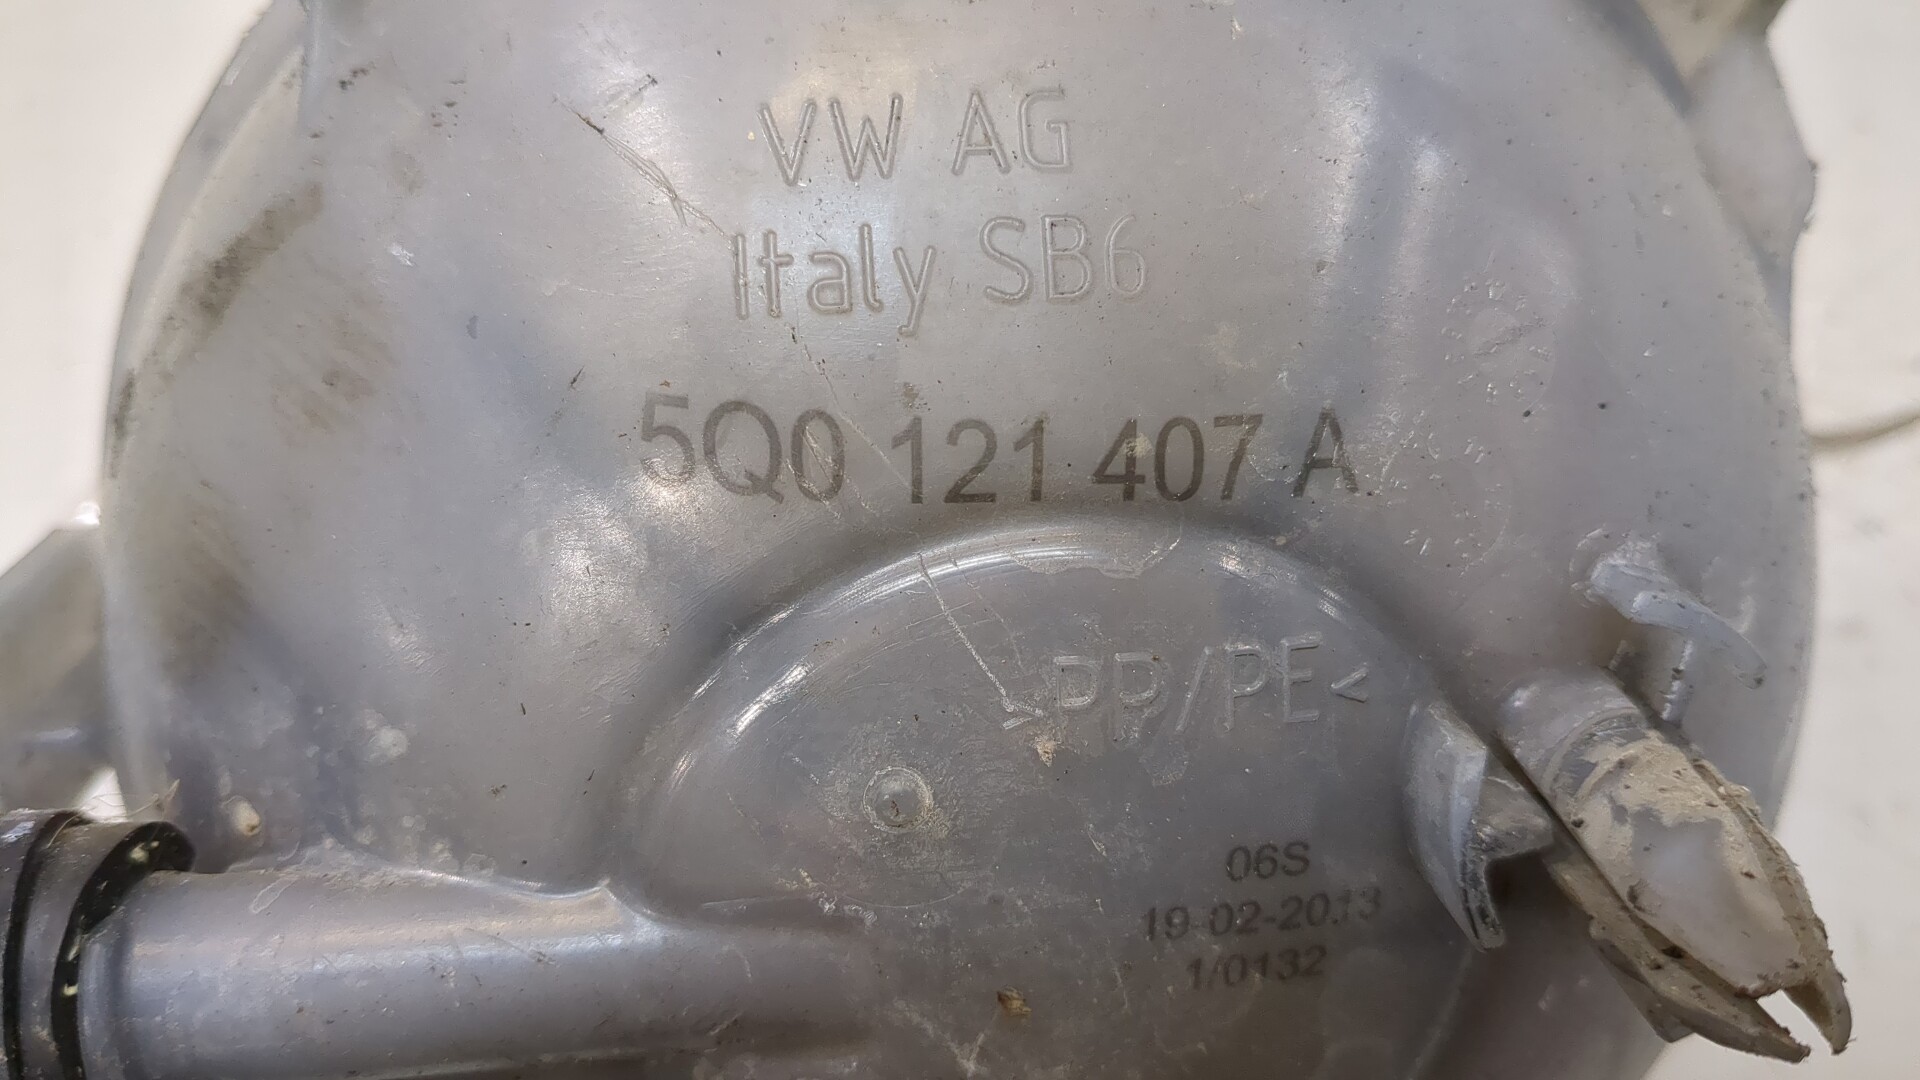 VW AG
Italy SB6
5Q0 121 407 A
>PP/PE<
06S
19-02-2013
1/0132